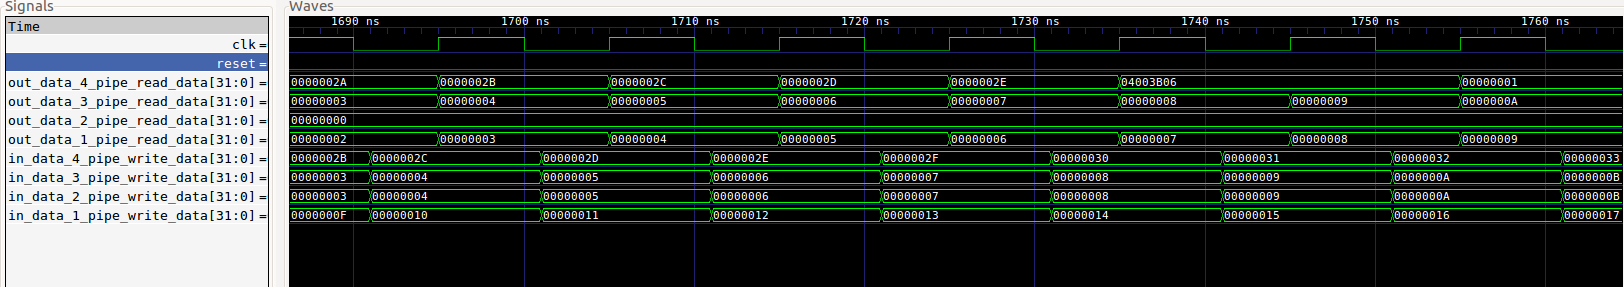 Signals Waves
Time 1690 ns 1700 ns 1710 ns 1720 ns 1730 ns 1740 ns 1750 ns 1760 ns
clk =
reset =
out_data_4_pipe_read_data[31:0] = 0000002A 0000002B 0000002C 0000002D 0000002E 04003B06 00000001
out_data_3_pipe_read_data[31:0] = 00000003 00000004 00000005 00000006 00000007 00000008 00000009 0000000A
out_data_2_pipe_read_data[31:0] = 00000000
out_data_1_pipe_read_data[31:0] = 00000002 00000003 00000004 00000005 00000006 00000007 00000008 00000009
in_data_4_pipe_write_data[31:0] = 0000002B 0000002C 0000002D 0000002E 0000002F 00000030 00000031 00000032 00000033
in_data_3_pipe_write_data[31:0] = 00000003 00000004 00000005 00000006 00000007 00000008 00000009 0000000A 0000000B
in_data_2_pipe_write_data[31:0] = 00000003 00000004 00000005 00000006 00000007 00000008 00000009 0000000A 0000000B
in_data_1_pipe_write_data[31:0] = 0000000F 00000010 00000011 00000012 00000013 00000014 00000015 00000016 00000017